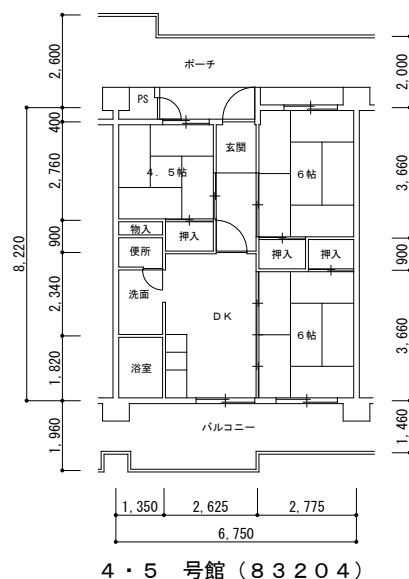 2,600
400
2,760
900
2,340
1,820
1,960
8,220
2,000
3,660
900
3,660
1,460
ポーチ
PS
玄関
4.5帖
6帖
物入
押入
便所
押入
押入
洗面
DK
6帖
浴室
バルコニー
1,350
2,625
2,775
6,750
4・5 号館(83204)